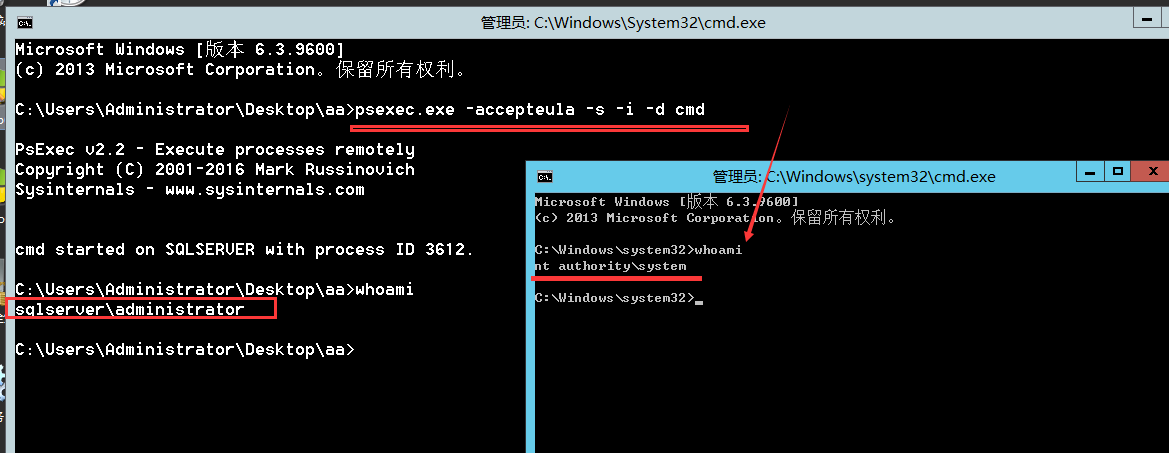 管理员: C:\Windows\System32\cmd.exe
Microsoft Windows [版本 6.3.9600]
(c) 2013 Microsoft Corporation。保留所有权利。
C:\Users\Administrator\Desktop\aa>psexec.exe -accepteula -s -i -d cmd
PsExec v2.2 - Execute processes remotely
Copyright (C) 2001-2016 Mark Russinovich
Sysinternals - www.sysinternals.com
cmd started on SQLSERVER with process ID 3612.
C:\Users\Administrator\Desktop\aa>whoami
sqlserver\administrator
C:\Users\Administrator\Desktop\aa>
管理员: C:\Windows\system32\cmd.exe
Microsoft Windows [版本 6.3.9600]
(c) 2013 Microsoft Corporation。保留所有权利。
C:\Windows\system32>whoami
nt authority\system
C:\Windows\system32>